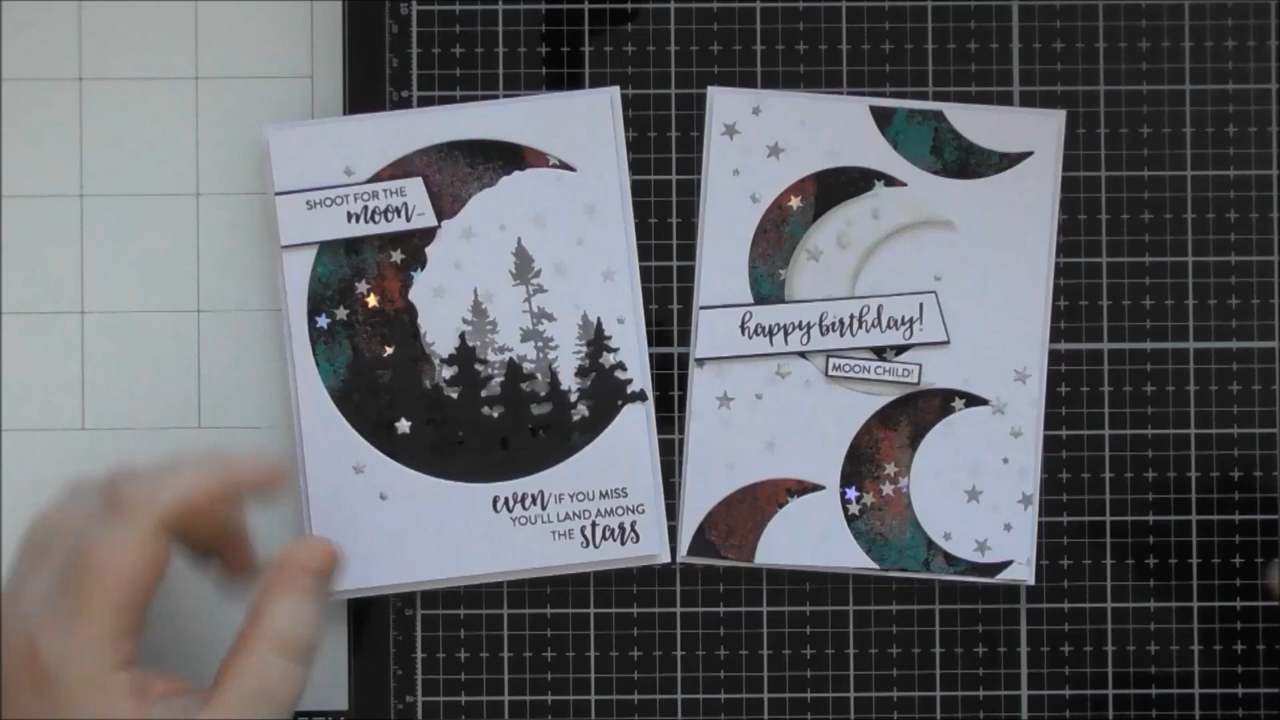 SHOOT FOR THE
moon...
even IF YOU MISS
YOU'LL LAND AMONG
THE stars
happy birthday!
MOON CHILD!